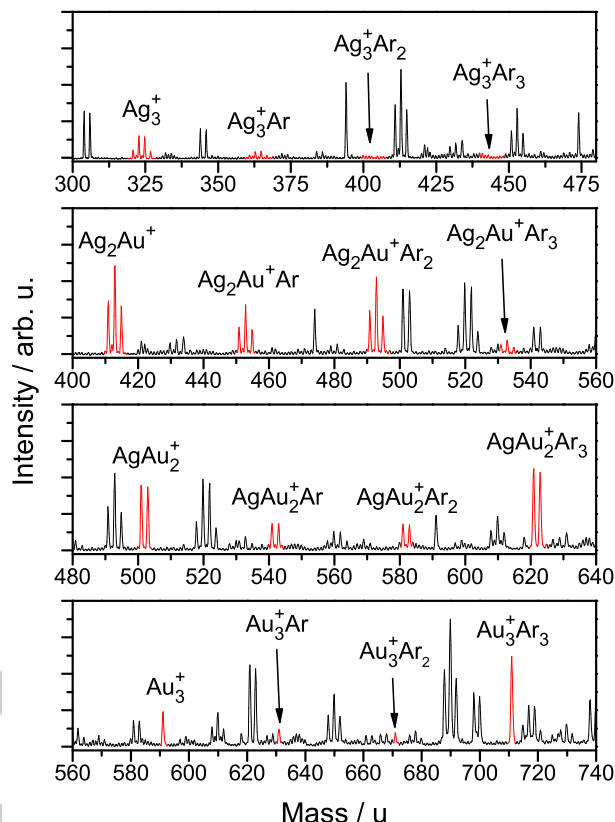 Ag₃⁺
Ag₃⁺Ar
Ag₃⁺Ar₂
Ag₃⁺Ar₃
300 325 350 375 400 425 450 475
Ag₂Au⁺
Ag₂Au⁺Ar
Ag₂Au⁺Ar₂
Ag₂Au⁺Ar₃
400 420 440 460 480 500 520 540 560
AgAu₂⁺
AgAu₂⁺Ar
AgAu₂⁺Ar₂
AgAu₂⁺Ar₃
480 500 520 540 560 580 600 620 640
Au₃⁺
Au₃⁺Ar
Au₃⁺Ar₂
Au₃⁺Ar₃
560 580 600 620 640 660 680 700 720 740
Intensity / arb. u.
Mass / u